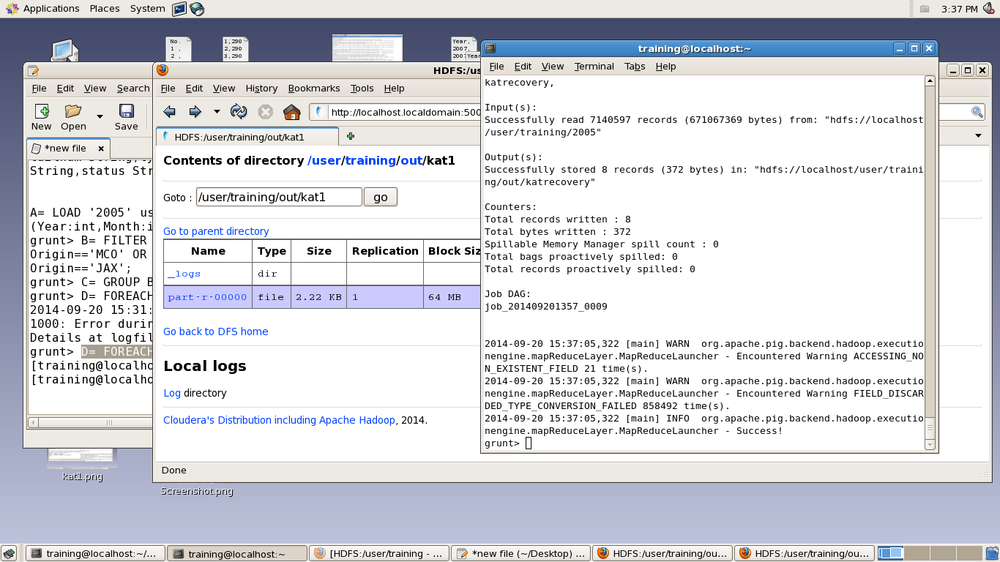 Applications Places System 3:37 PM
No. 1,290 Year,
1 , 2,290 2007,
2 3,290 2007
Year
training@localhost:~
File Edit View Terminal Tabs Help
katrecovery,
Input(s):
Successfully read 7140597 records (671067369 bytes) from: "hdfs://localhost
/user/training/2005"
Output(s):
Successfully stored 8 records (372 bytes) in: "hdfs://localhost/user/traini
ng/out/katrecovery"
Counters:
Total records written : 8
Total bytes written : 372
Spillable Memory Manager spill count : 0
Total bags proactively spilled: 0
Total records proactively spilled: 0
Job DAG:
job_201409201357_0009
2014-09-20 15:37:05,322 [main] WARN  org.apache.pig.backend.hadoop.executio
nengine.mapReduceLayer.MapReduceLauncher - Encountered Warning ACCESSING_NO
N_EXISTENT_FIELD 21 time(s).
2014-09-20 15:37:05,322 [main] WARN  org.apache.pig.backend.hadoop.executio
nengine.mapReduceLayer.MapReduceLauncher - Encountered Warning FIELD_DISCAR
DED_TYPE_CONVERSION_FAILED 858492 time(s).
2014-09-20 15:37:05,322 [main] INFO  org.apache.pig.backend.hadoop.executio
nengine.mapReduceLayer.MapReduceLauncher - Success!
grunt>
HDFS:/us
File Edit View History Bookmarks Tools Help
http://localhost.localdomain:500
HDFS:/user/training/out/kat1
Contents of directory /user/training/out/kat1
Goto : /user/training/out/kat1 go
Go to parent directory
Name Type Size Replication Block Siz
_logs dir
part-r-00000 file 2.22 KB 1 64 MB
Go back to DFS home
Local logs
Log directory
Cloudera's Distribution including Apache Hadoop, 2014.
Done
File Edit View Search
New Open Save
*new file
String,status Str
A= LOAD '2005' us
(Year:int,Month:i
grunt> B= FILTER
Origin=='MCO' OR
Origin=='JAX';
grunt> C= GROUP B
grunt> D= FOREACH
2014-09-20 15:31:
1000: Error durin
Details at logfil
grunt> D= FOREACH
[training@localho
[training@localho
kat1.png
Screenshot.png
training@localhost:~/... training@localhost:~ [HDFS:/user/training - ... *new file (~/Desktop) ... HDFS:/user/training/ou... HDFS:/user/training/ou...